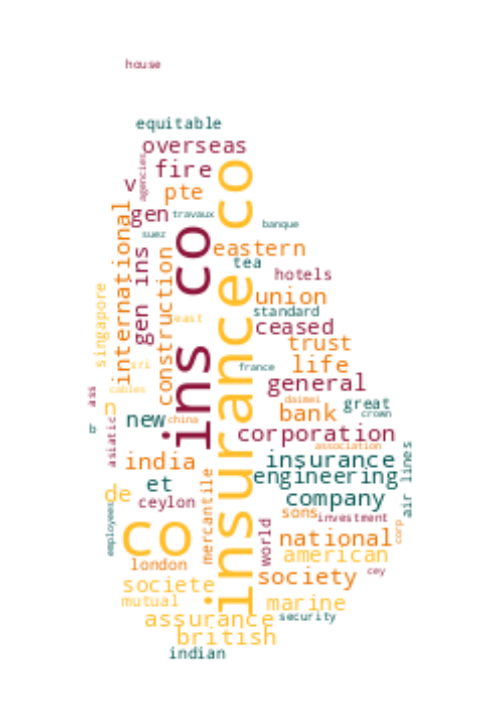 house
equitable
overseas
fire
agencies
v
pte
gen
travaux
insurance co
ins co
suez
banque
eastern
tea
international
gen ins
construction
hotels
singapore
union
standard
east
ceased
trust
sri
france
life
general
cables
ass
n
daimei
great
bank
crown
new
china
b
asiatic
corporation
association
air lines
india
insurance
engineering
et
mercantile
de
ceylon
company
employees
sons
investment
world
corp
co
national
american
london
cey
society
societe
mutual
marine
assurance
security
british
indian